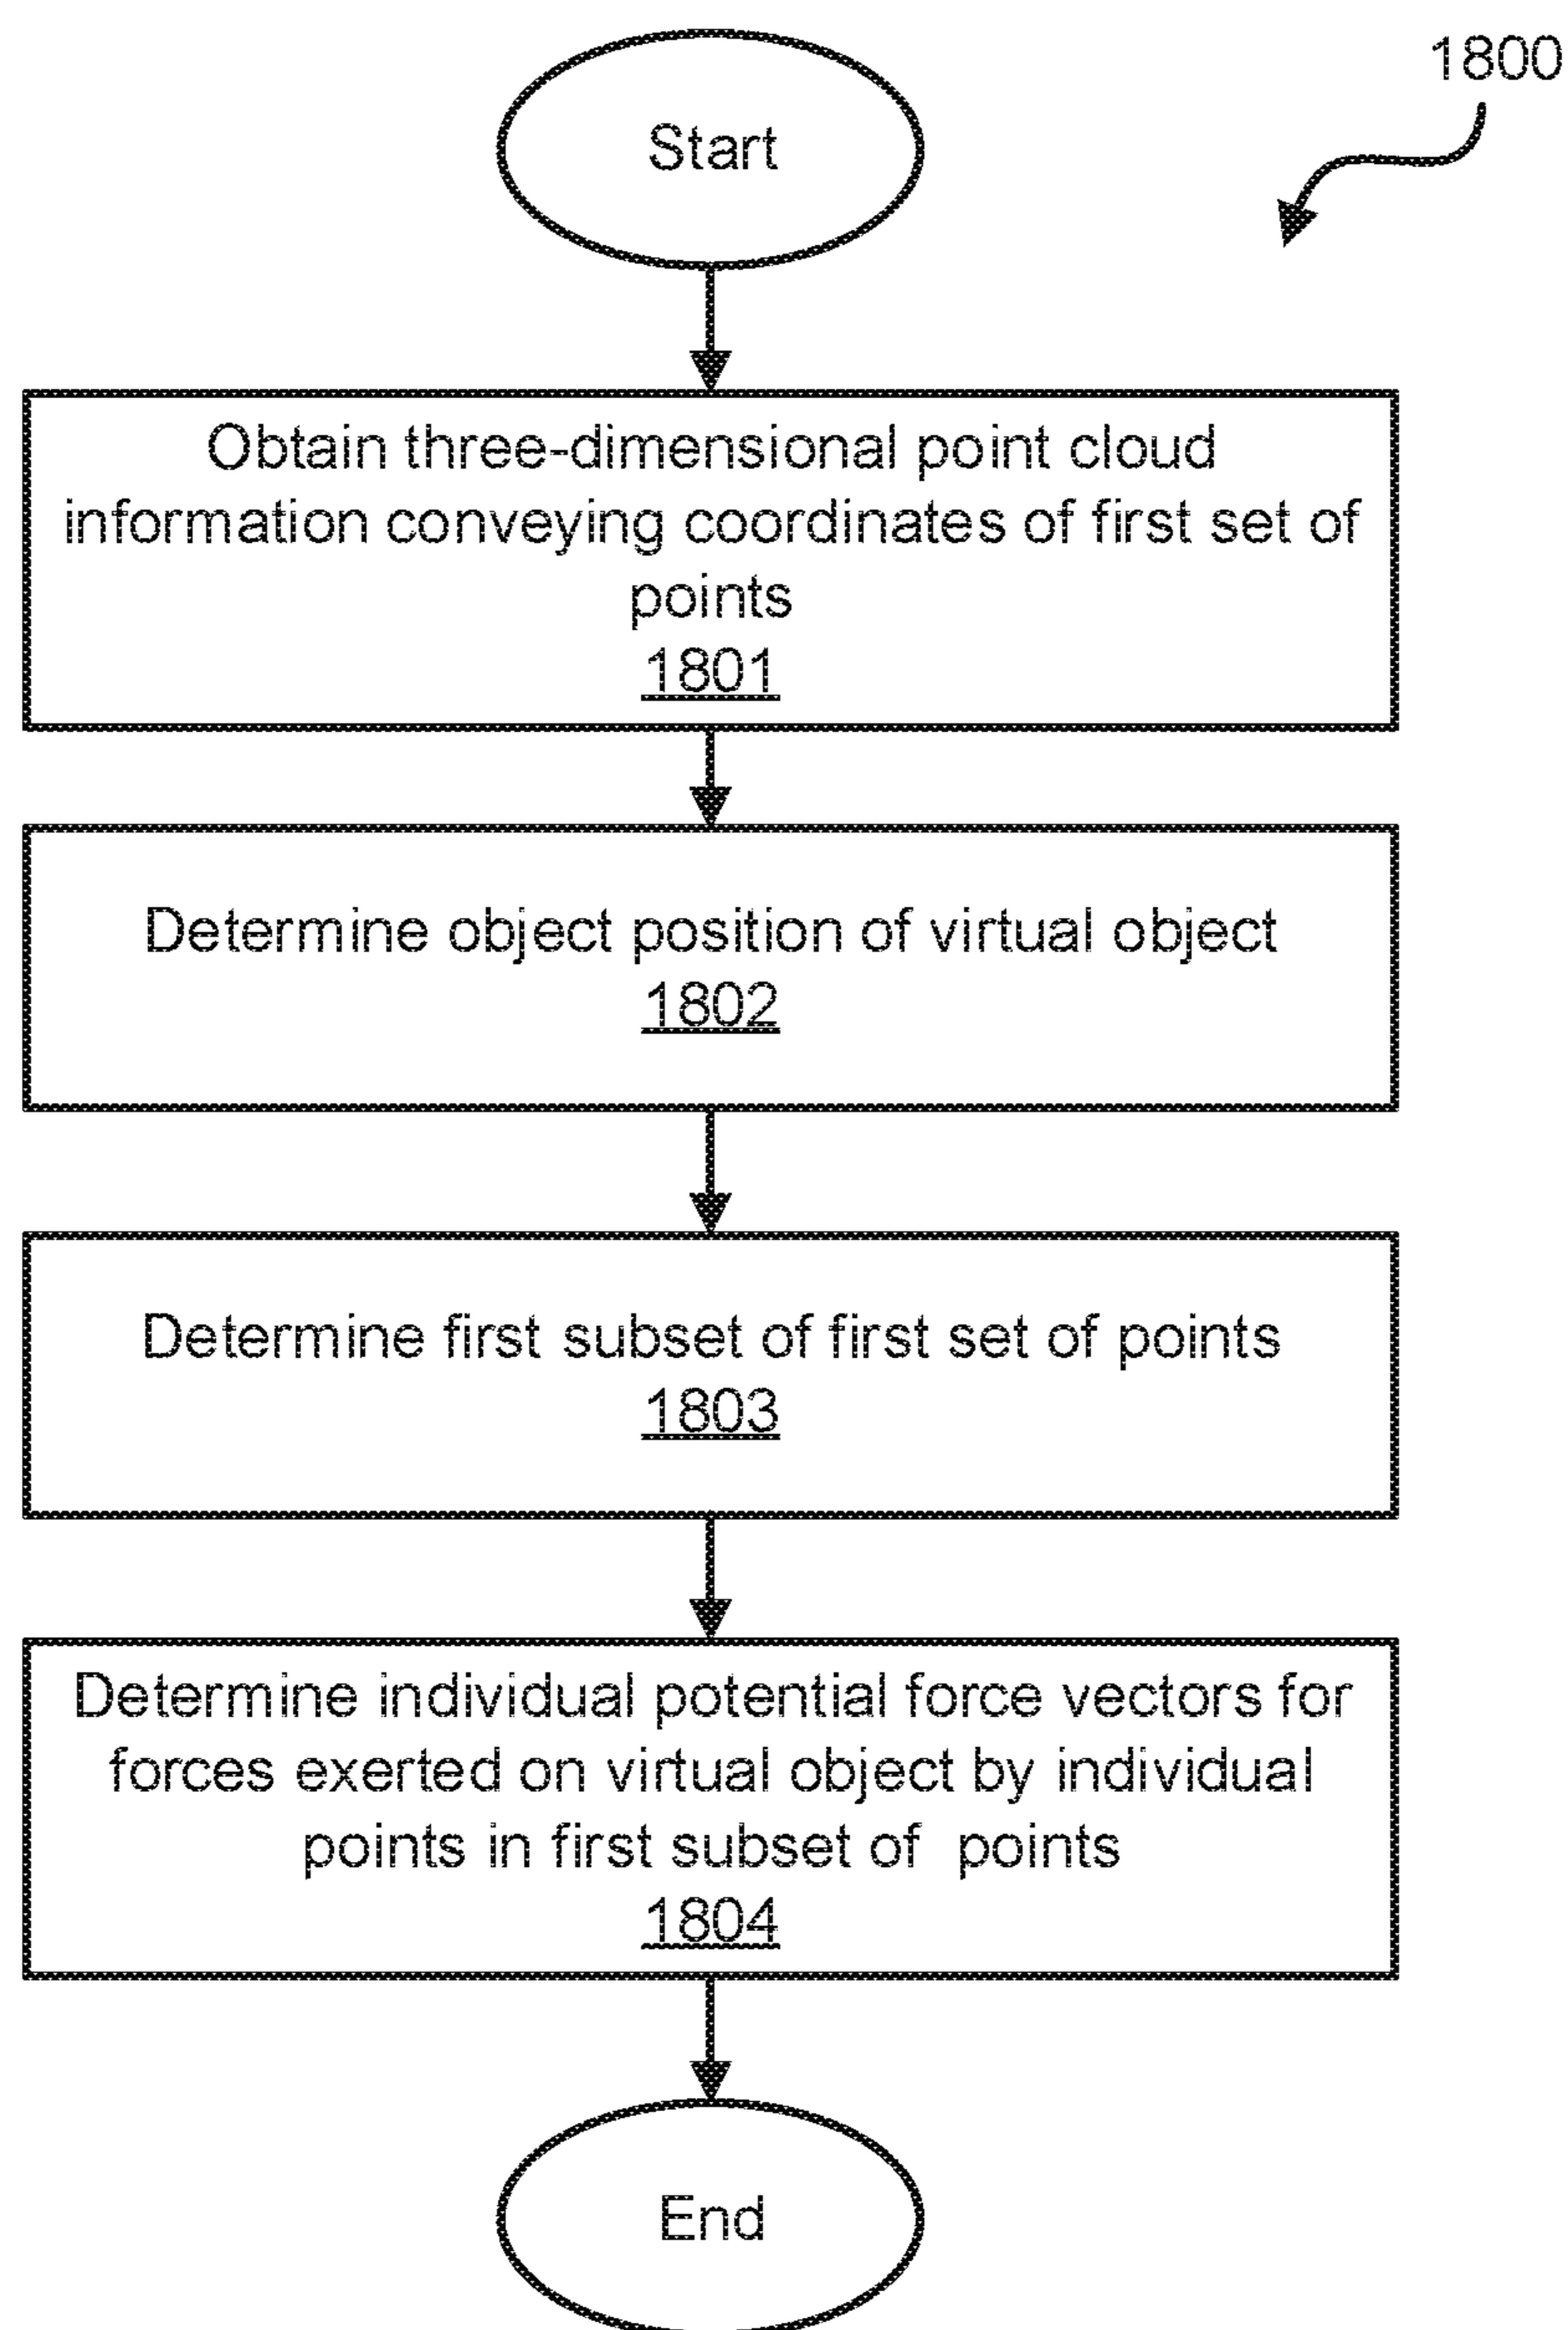 1800
Start
Obtain three-dimensional point cloud
information conveying coordinates of first set of
points
1801
Determine object position of virtual object
1802
Determine first subset of first set of points
1803
Determine individual potential force vectors for
forces exerted on virtual object by individual
points in first subset of points
1804
End